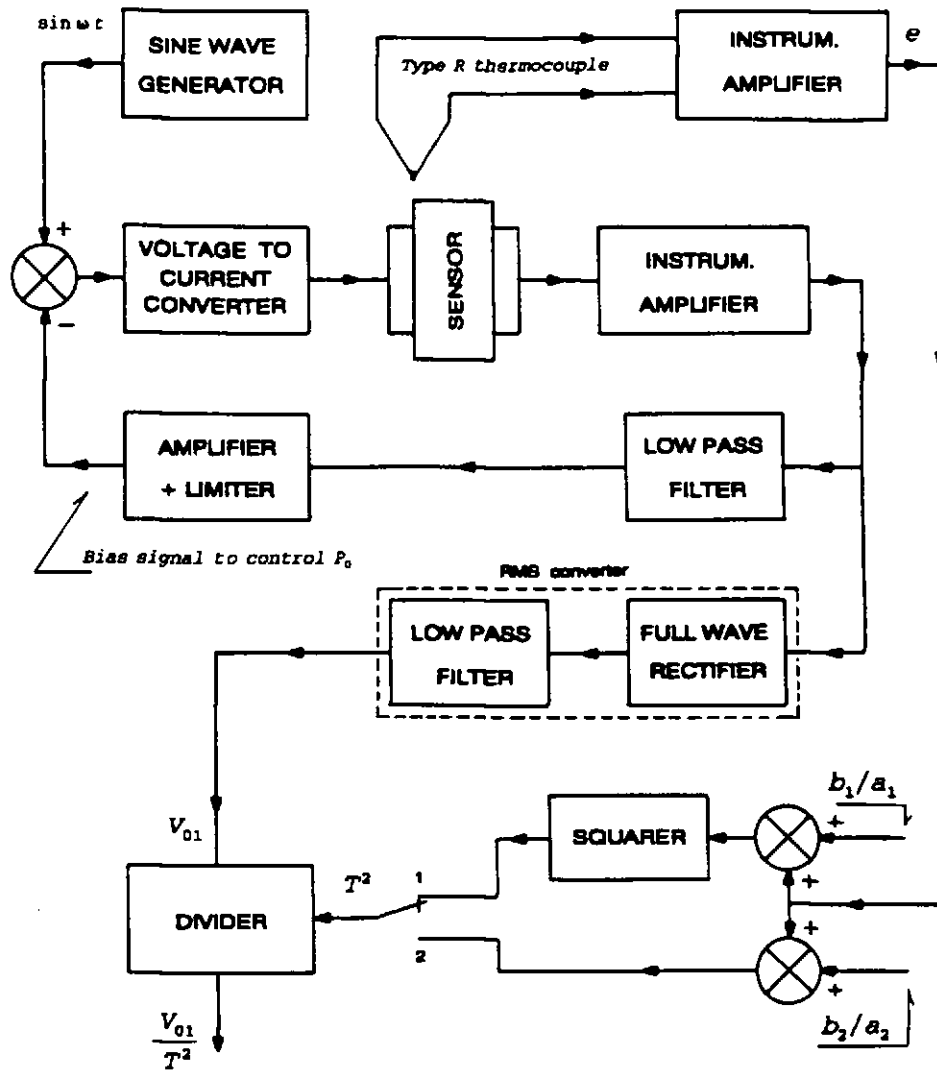 sin ω t
SINE WAVE
GENERATOR
Type R thermocouple
INSTRUM.
AMPLIFIER
e
+
VOLTAGE TO
CURRENT
CONVERTER
SENSOR
INSTRUM.
AMPLIFIER
−
AMPLIFIER
+ LIMITER
LOW PASS
FILTER
Bias signal to control P₀
RMS converter
LOW PASS
FILTER
FULL WAVE
RECTIFIER
V₀₁
SQUARER
b₁/a₁
+
+
T²
1
DIVIDER
2
+
+
b₂/a₂
V₀₁
T²